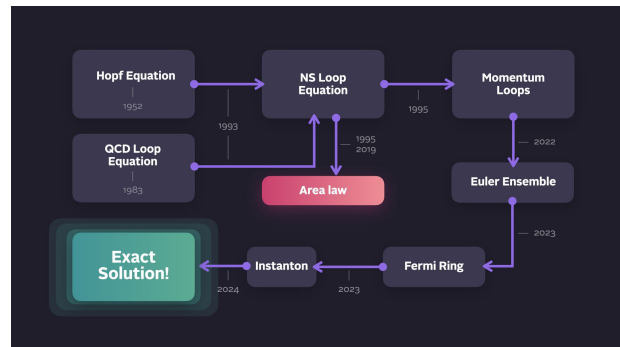 Hopf Equation
1952
NS Loop
Equation
Momentum
Loops
1993
1995
QCD Loop
Equation
1983
1995
2019
2022
Area law
Euler Ensemble
2023
Exact
Solution!
Instanton
Fermi Ring
2024
2023